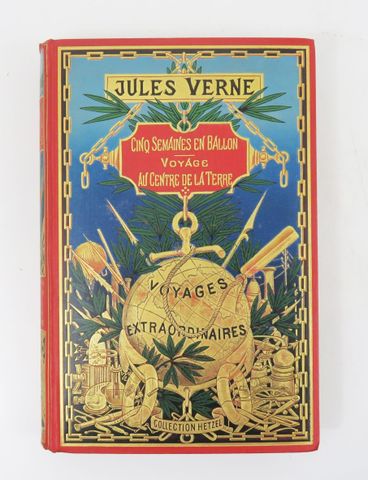 JULES VERNE
CINQ SEMAINES EN BALLON
VOYAGE
AU CENTRE DE LA TERRE
VOYAGES
EXTRAORDINAIRES
COLLECTION HETZEL